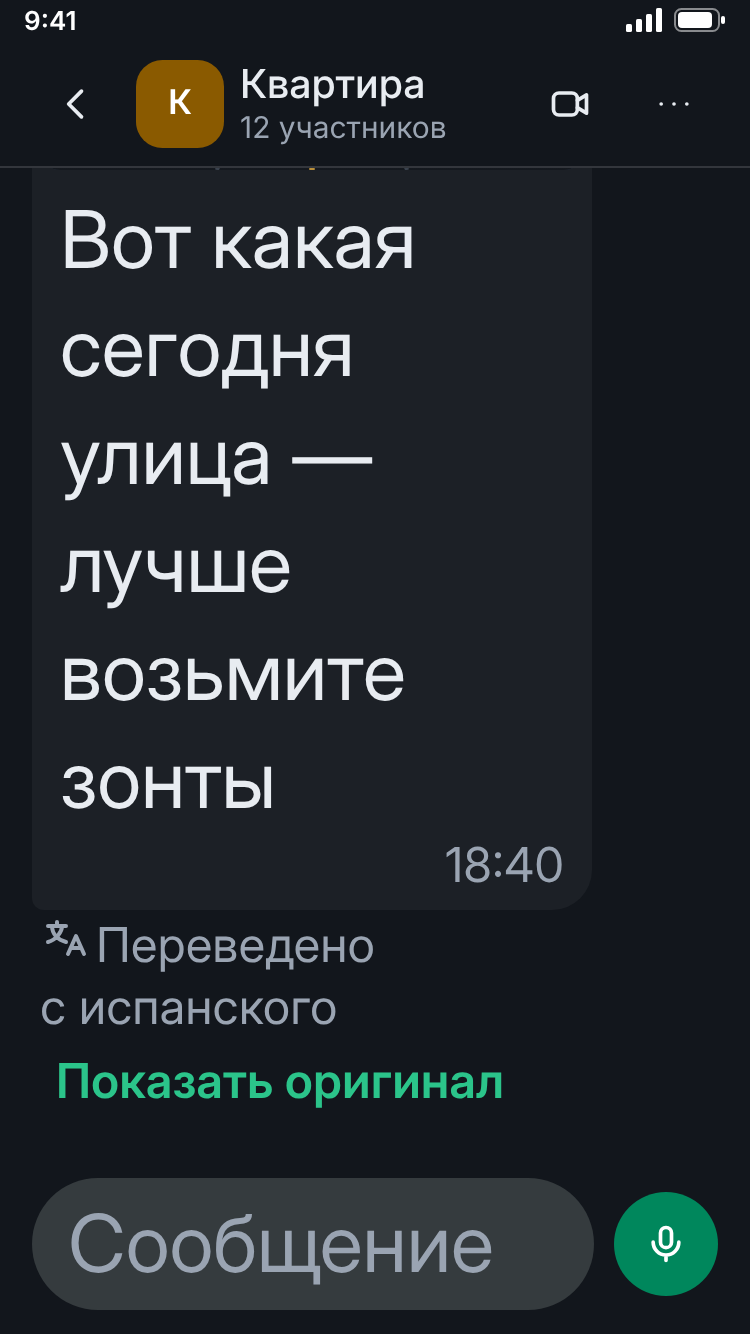 9:41
К
Квартира
12 участников
Вот какая
сегодня
улица —
лучше
возьмите
зонты
18:40
Переведено
с испанского
Показать оригинал
Сообщение